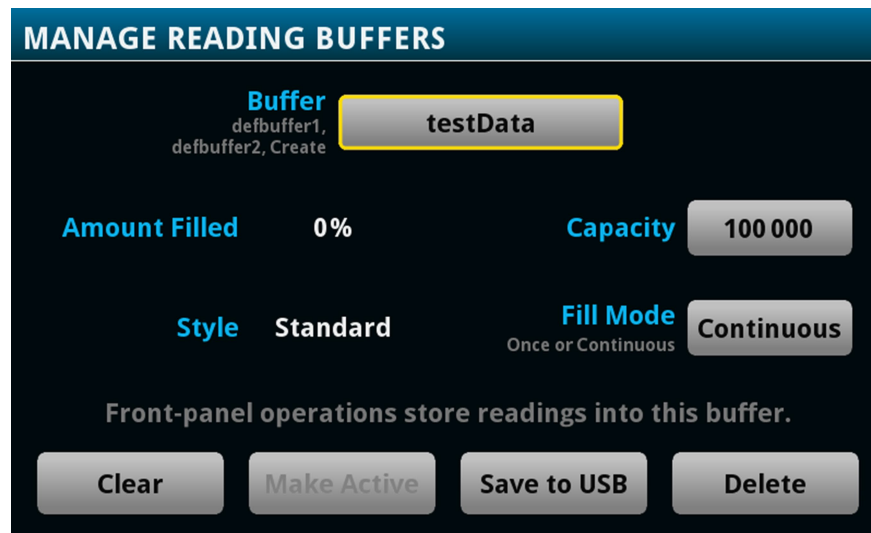 MANAGE READING BUFFERS
Buffer
defbuffer1,
defbuffer2, Create
testData
Amount Filled 0%
Capacity 100 000
Style Standard
Fill Mode
Once or Continuous
Continuous
Front-panel operations store readings into this buffer.
Clear Make Active Save to USB Delete